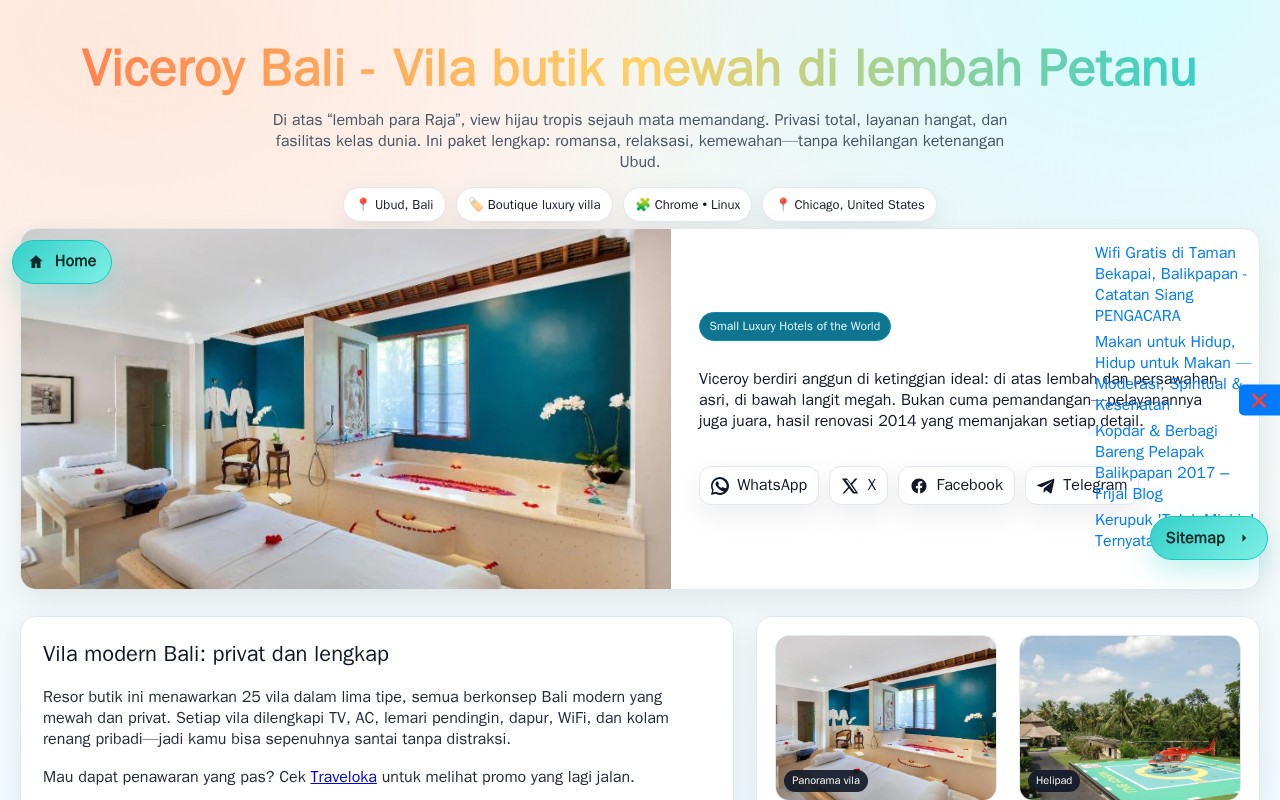 Viceroy Bali - Vila butik mewah di lembah Petanu
Di atas “lembah para Raja”, view hijau tropis sejauh mata memandang. Privasi total, layanan hangat, dan
fasilitas kelas dunia. Ini paket lengkap: romansa, relaksasi, kemewahan—tanpa kehilangan ketenangan
Ubud.
📍 Ubud, Bali
🏷️ Boutique luxury villa
🧩 Chrome • Linux
📍 Chicago, United States
Home
Small Luxury Hotels of the World
Viceroy berdiri anggun di ketinggian ideal: di atas lembah dan persawahan
asri, di bawah langit megah. Bukan cuma pemandangan—pelayanannya
juga juara, hasil renovasi 2014 yang memanjakan setiap detail.
WhatsApp
X
Facebook
Telegram
Wifi Gratis di Taman
Bekapai, Balikpapan -
Catatan Siang
PENGACARA
Makan untuk Hidup,
Hidup untuk Makan —
Moderasi, Spiritual &
Kesehatan
Kopdar & Berbagi
Bareng Pelapak
Balikpapan 2017 –
Frijal Blog
Kerupuk
Ternyata
Sitemap
Vila modern Bali: privat dan lengkap
Resor butik ini menawarkan 25 vila dalam lima tipe, semua berkonsep Bali modern yang
mewah dan privat. Setiap vila dilengkapi TV, AC, lemari pendingin, dapur, WiFi, dan kolam
renang pribadi—jadi kamu bisa sepenuhnya santai tanpa distraksi.
Mau dapat penawaran yang pas? Cek Traveloka untuk melihat promo yang lagi jalan.
Panorama vila
Helipad